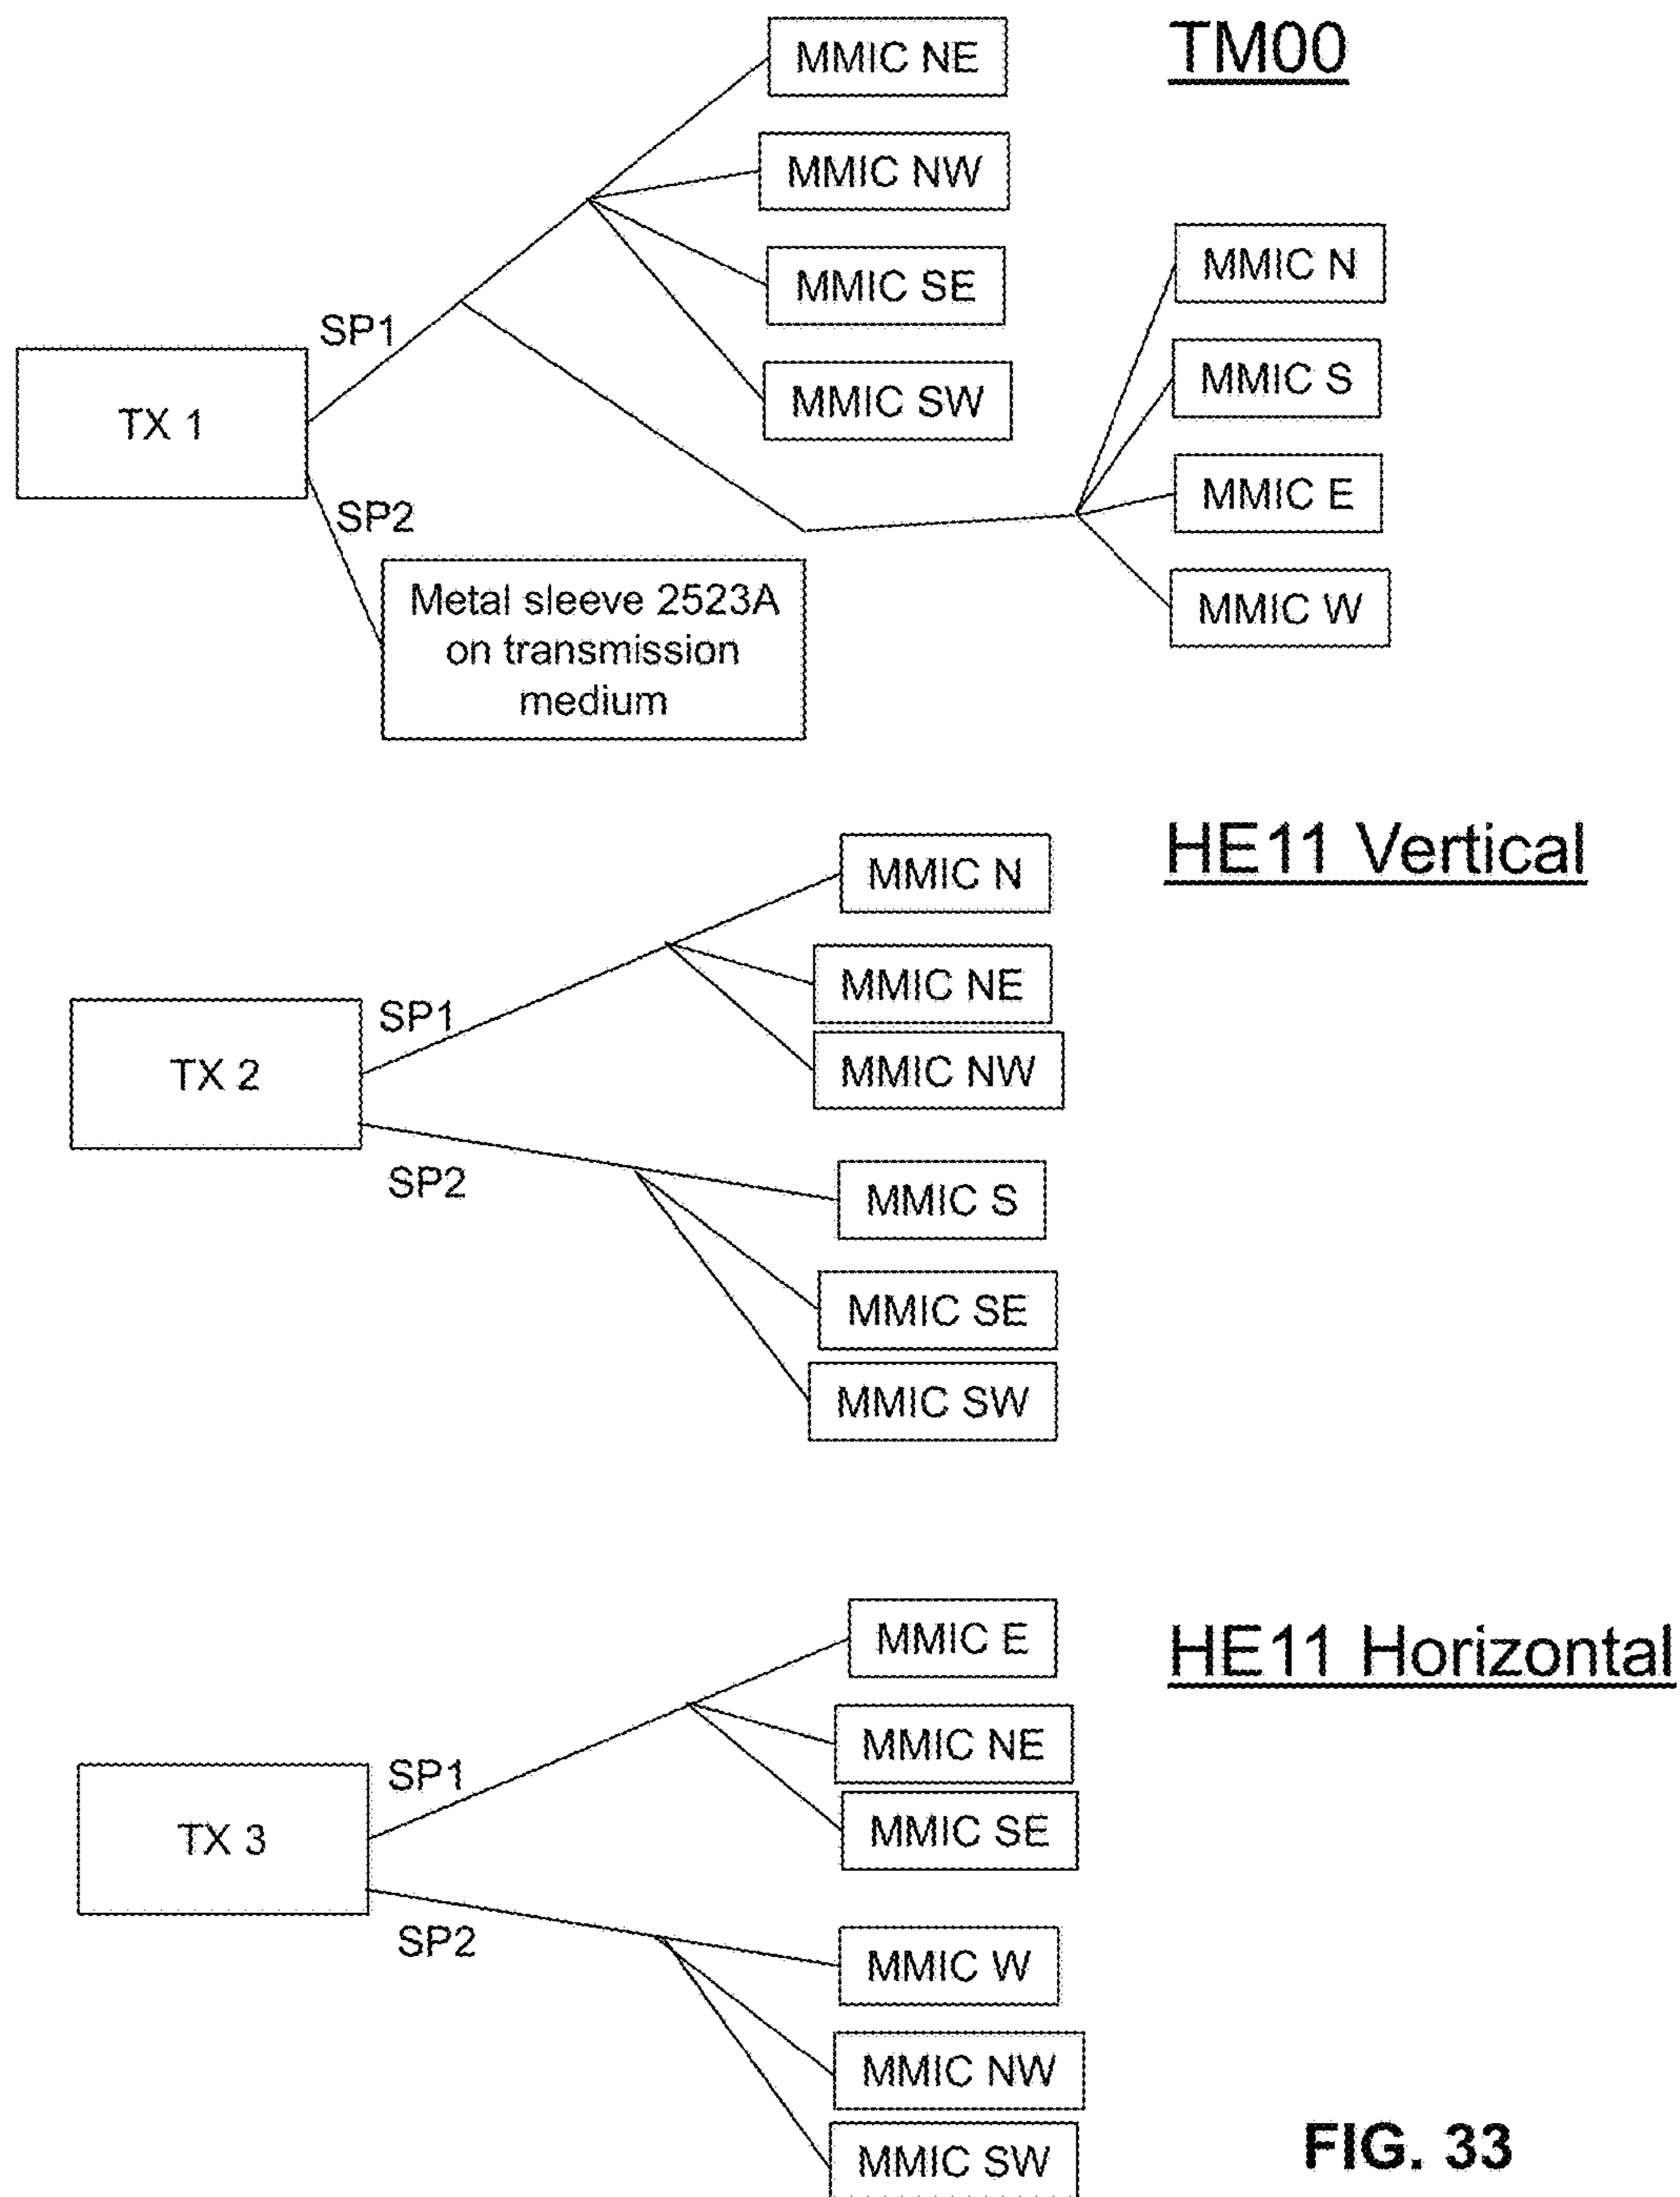 TM00
MMIC NE
MMIC NW
MMIC SE
MMIC SW
MMIC N
MMIC S
MMIC E
MMIC W
SP1
TX 1
SP2
Metal sleeve 2523A
on transmission
medium
HE11 Vertical
MMIC N
MMIC NE
MMIC NW
SP1
TX 2
SP2
MMIC S
MMIC SE
MMIC SW
HE11 Horizontal
MMIC E
MMIC NE
MMIC SE
SP1
TX 3
SP2
MMIC W
MMIC NW
MMIC SW
FIG. 33